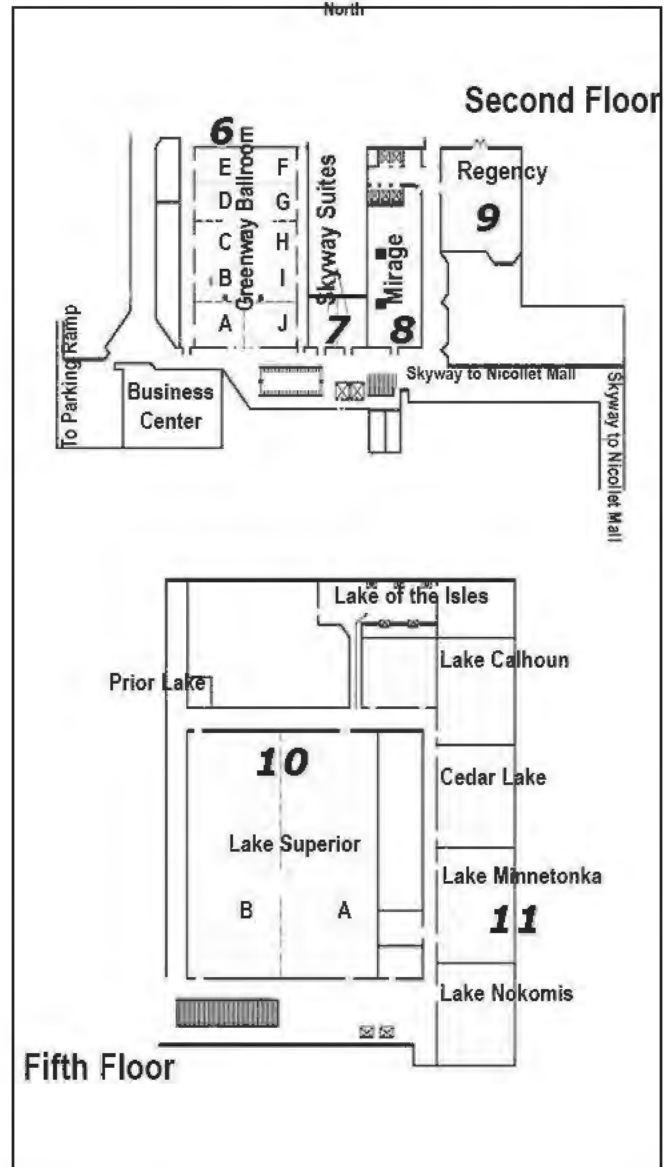 North
Second Floor
6
Greenway Ballroom
E F
D G
C H
B I
A J
Skyway Suites
7
Mirage
8
Regency
9
To Parking Ramp
Business
Center
Skyway to Nicollet Mall
Skyway to Nicollet Mall
Lake of the Isles
Lake Calhoun
Prior Lake
10
Cedar Lake
Lake Superior
B A
Lake Minnetonka
11
Lake Nokomis
Fifth Floor